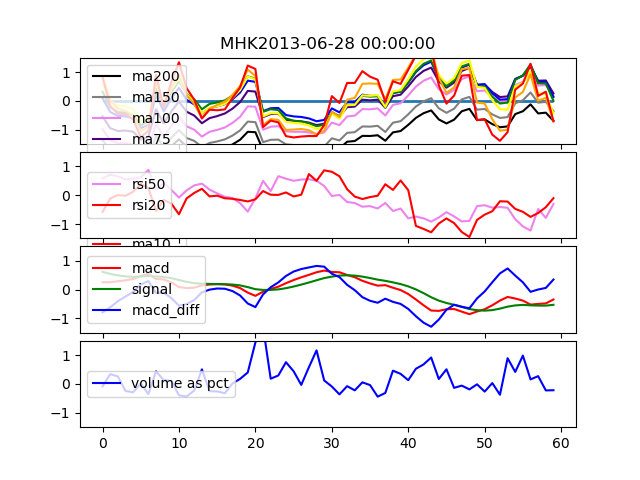 MHK2013-06-28 00:00:00
1
0
−1
ma200
ma150
ma100
ma75
1
0
−1
rsi50
rsi20
ma10
1
0
−1
macd
signal
macd_diff
1
0
−1
volume as pct
0 10 20 30 40 50 60